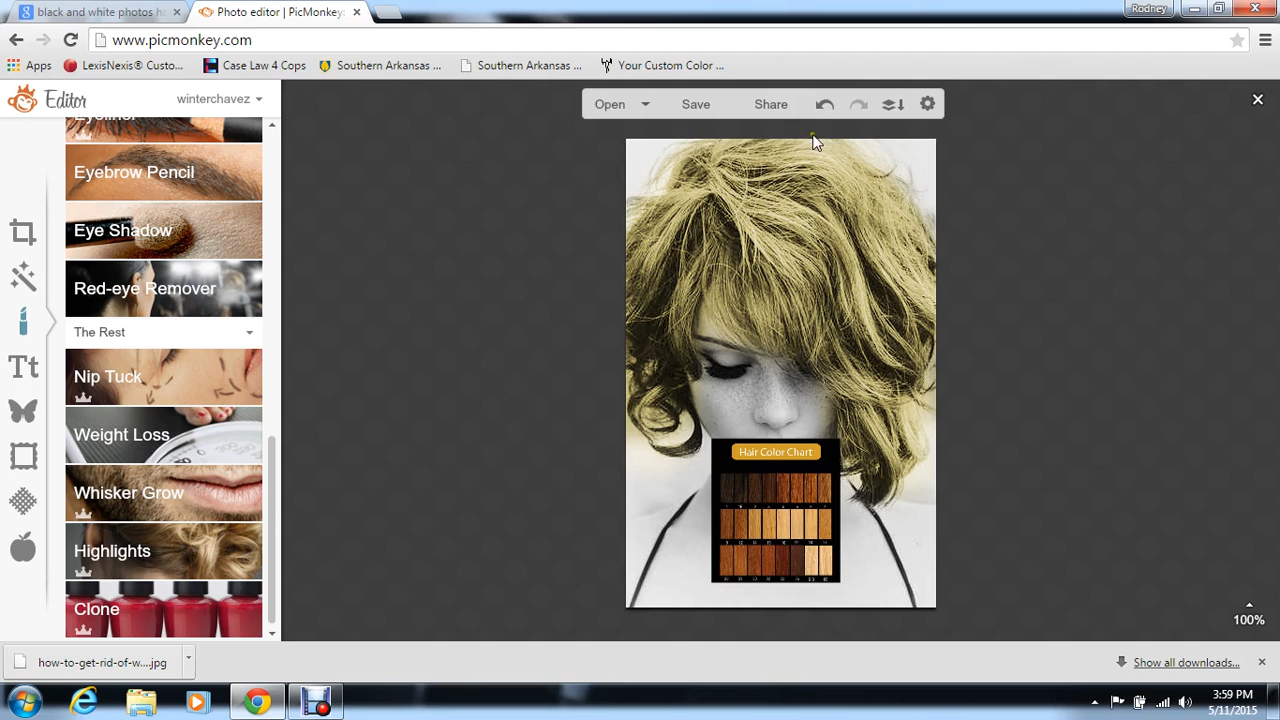 black and white photos ha
Photo editor | PicMonkey:
Rodney
www.picmonkey.com
Apps
LexisNexis® Custo...
Case Law 4 Cops
Southern Arkansas ...
Southern Arkansas ...
Your Custom Color ...
Editor
winterchavez
Open
Save
Share
Eyeliner
Eyebrow Pencil
Eye Shadow
Red-eye Remover
The Rest
Tt
Nip Tuck
Weight Loss
Whisker Grow
Highlights
Clone
Hair Color Chart
100%
how-to-get-rid-of-w....jpg
Show all downloads...
3:59 PM
5/11/2015